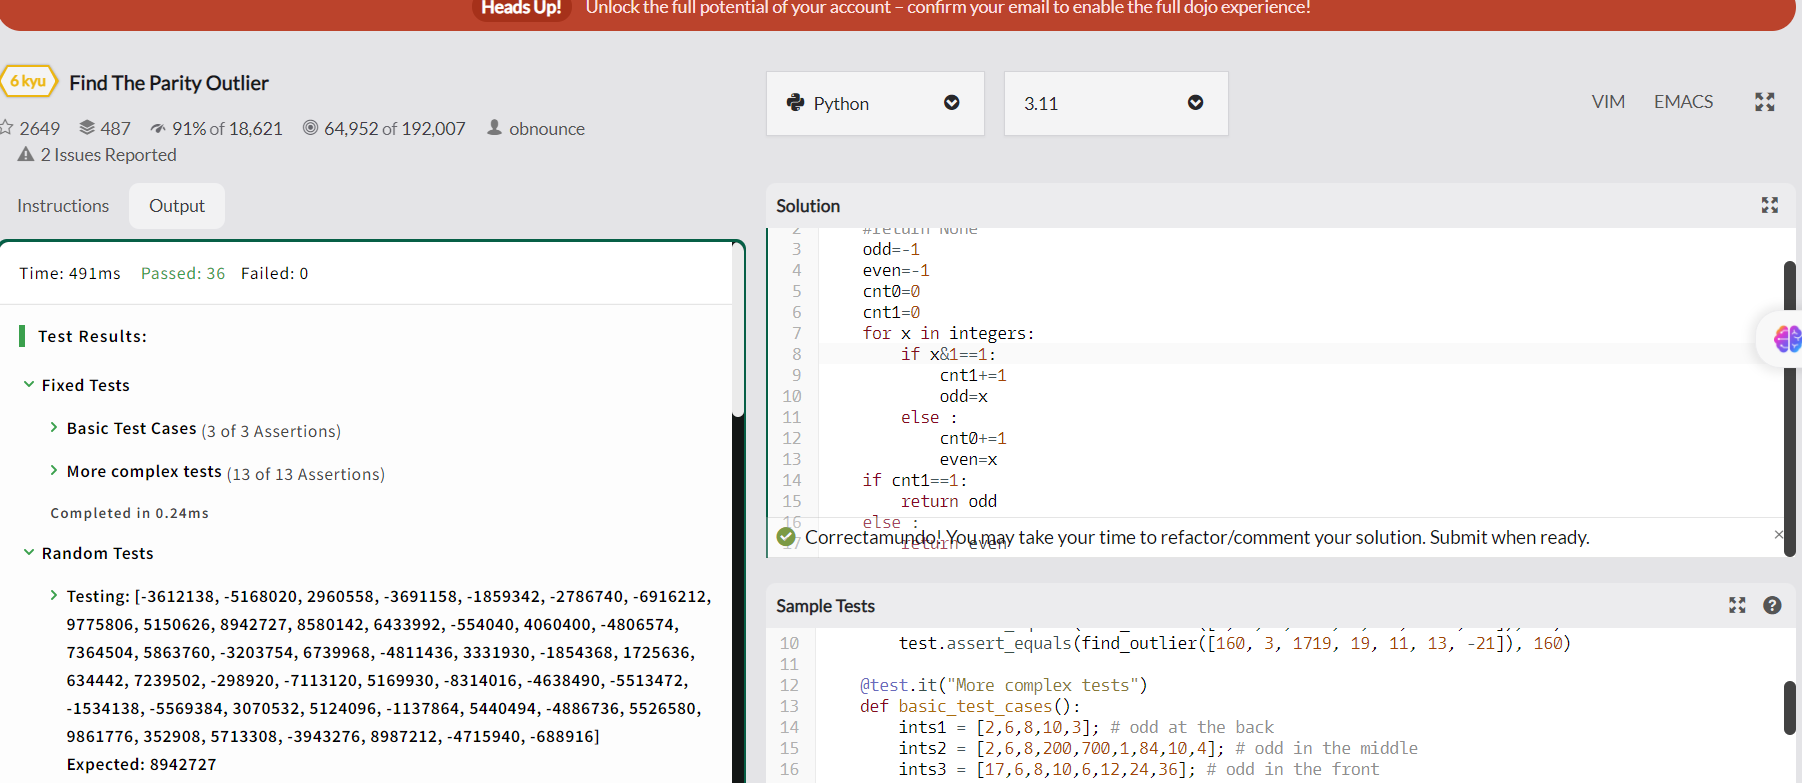 Heads Up! Unlock the full potential of your account – confirm your email to enable the full dojo experience!
6 kyu Find The Parity Outlier
2649 487 91% of 18,621 64,952 of 192,007 obnounce
2 Issues Reported
Instructions Output
Time: 491ms Passed: 36 Failed: 0
Test Results:
Fixed Tests
Basic Test Cases (3 of 3 Assertions)
More complex tests (13 of 13 Assertions)
Completed in 0.24ms
Random Tests
Testing: [-3612138, -5168020, 2960558, -3691158, -1859342, -2786740, -6916212,
9775806, 5150626, 8942727, 8580142, 6433992, -554040, 4060400, -4806574,
7364504, 5863760, -3203754, 6739968, -4811436, 3331930, -1854368, 1725636,
634442, 7239502, -298920, -7113120, 5169930, -8314016, -4638490, -5513472,
-1534138, -5569384, 3070532, 5124096, -1137864, 5440494, -4886736, 5526580,
9861776, 352908, 5713308, -3943276, 8987212, -4715940, -688916]
Expected: 8942727
Python 3.11 VIM EMACS
Solution
2 #return None
3 odd=-1
4 even=-1
5 cnt0=0
6 cnt1=0
7 for x in integers:
8 if x&1==1:
9 cnt1+=1
10 odd=x
11 else :
12 cnt0+=1
13 even=x
14 if cnt1==1:
15 return odd
16 else :
17 return even
Correctamundo! You may take your time to refactor/comment your solution. Submit when ready. ×
Sample Tests
10 test.assert_equals(find_outlier([160, 3, 1719, 19, 11, 13, -21]), 160)
11
12 @test.it("More complex tests")
13 def basic_test_cases():
14 ints1 = [2,6,8,10,3]; # odd at the back
15 ints2 = [2,6,8,200,700,1,84,10,4]; # odd in the middle
16 ints3 = [17,6,8,10,6,12,24,36]; # odd in the front